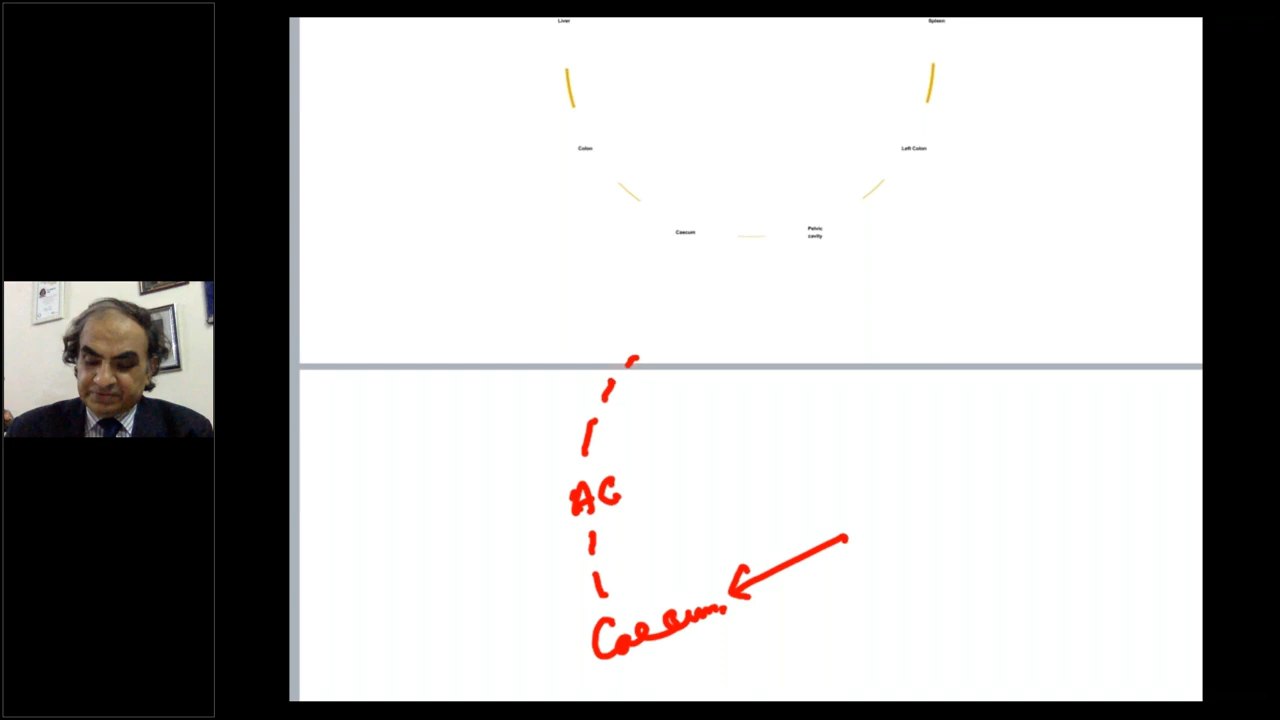 Liver Spleen
Colon Left Colon
Caecum Pelvic
cavity
AC
Caecum